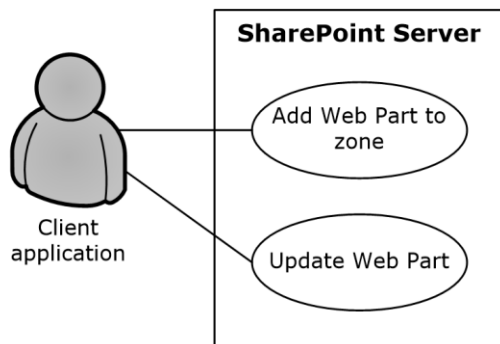 SharePoint Server
Add Web Part to
zone
Client
application
Update Web Part